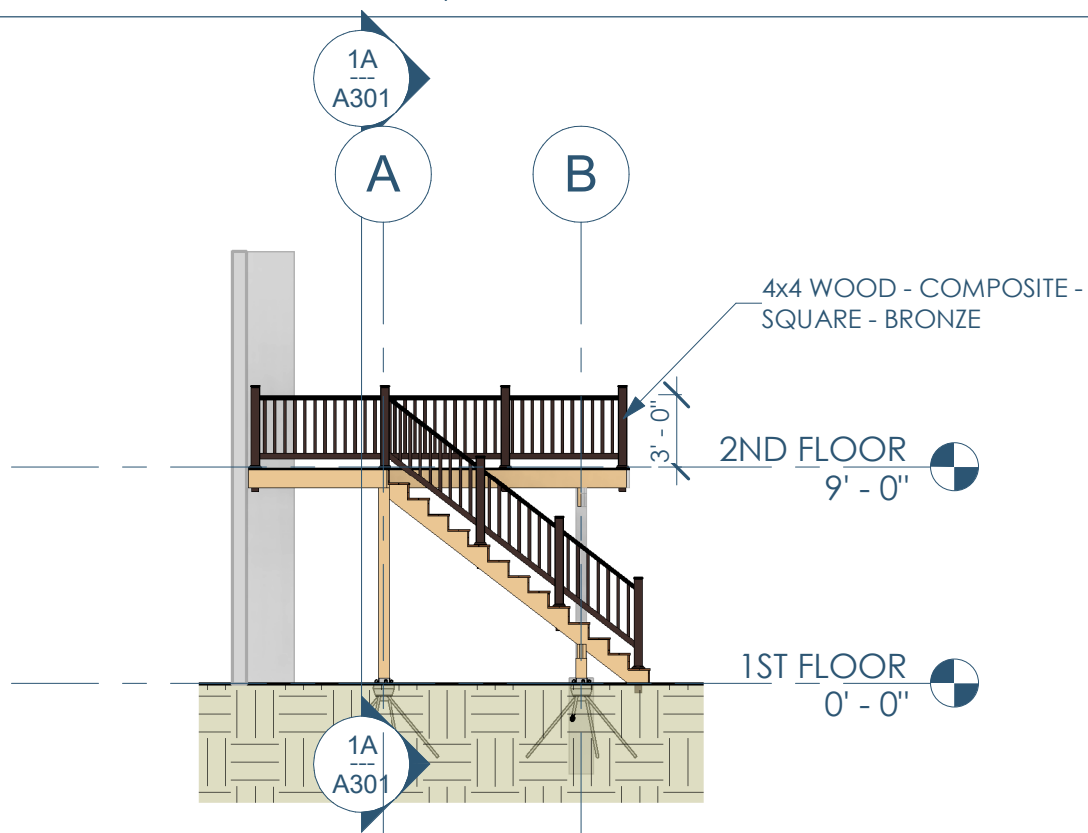 1A
---
A301
A
B
4x4 WOOD - COMPOSITE -
SQUARE - BRONZE
3' - 0"
2ND FLOOR
9' - 0"
1ST FLOOR
0' - 0"
1A
---
A301